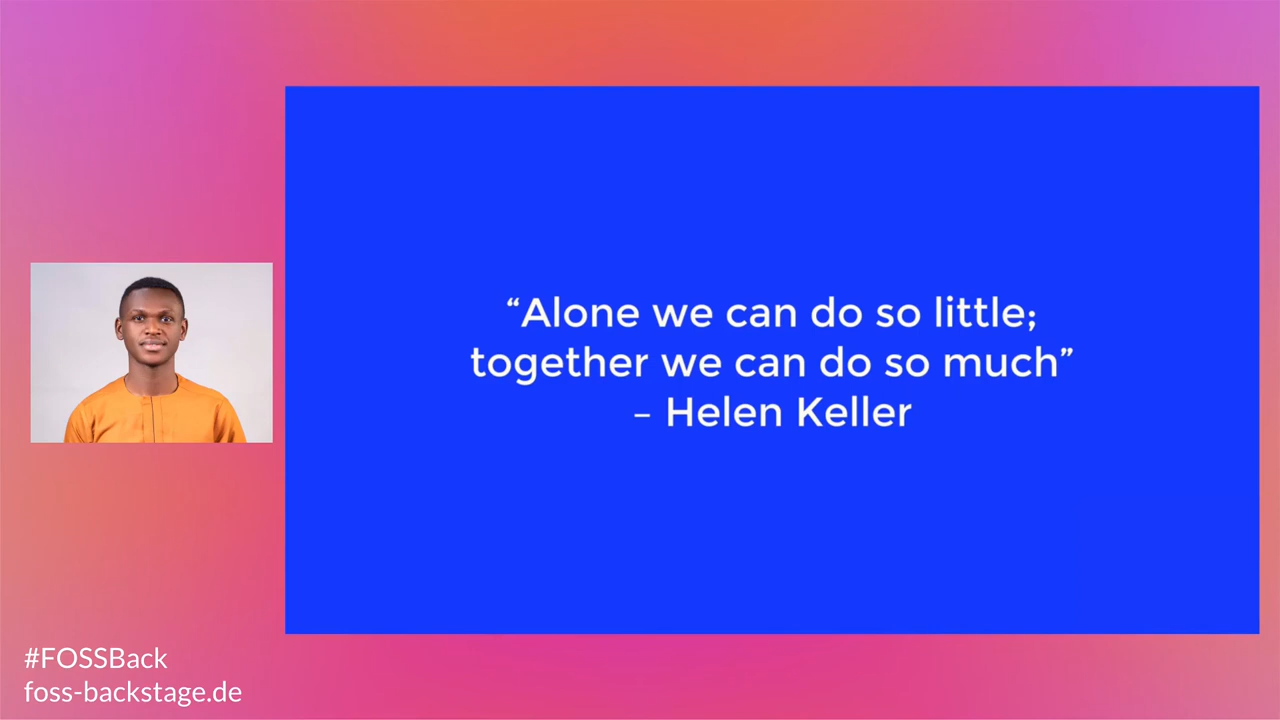 “Alone we can do so little;
together we can do so much”
– Helen Keller
#FOSSBack
foss-backstage.de